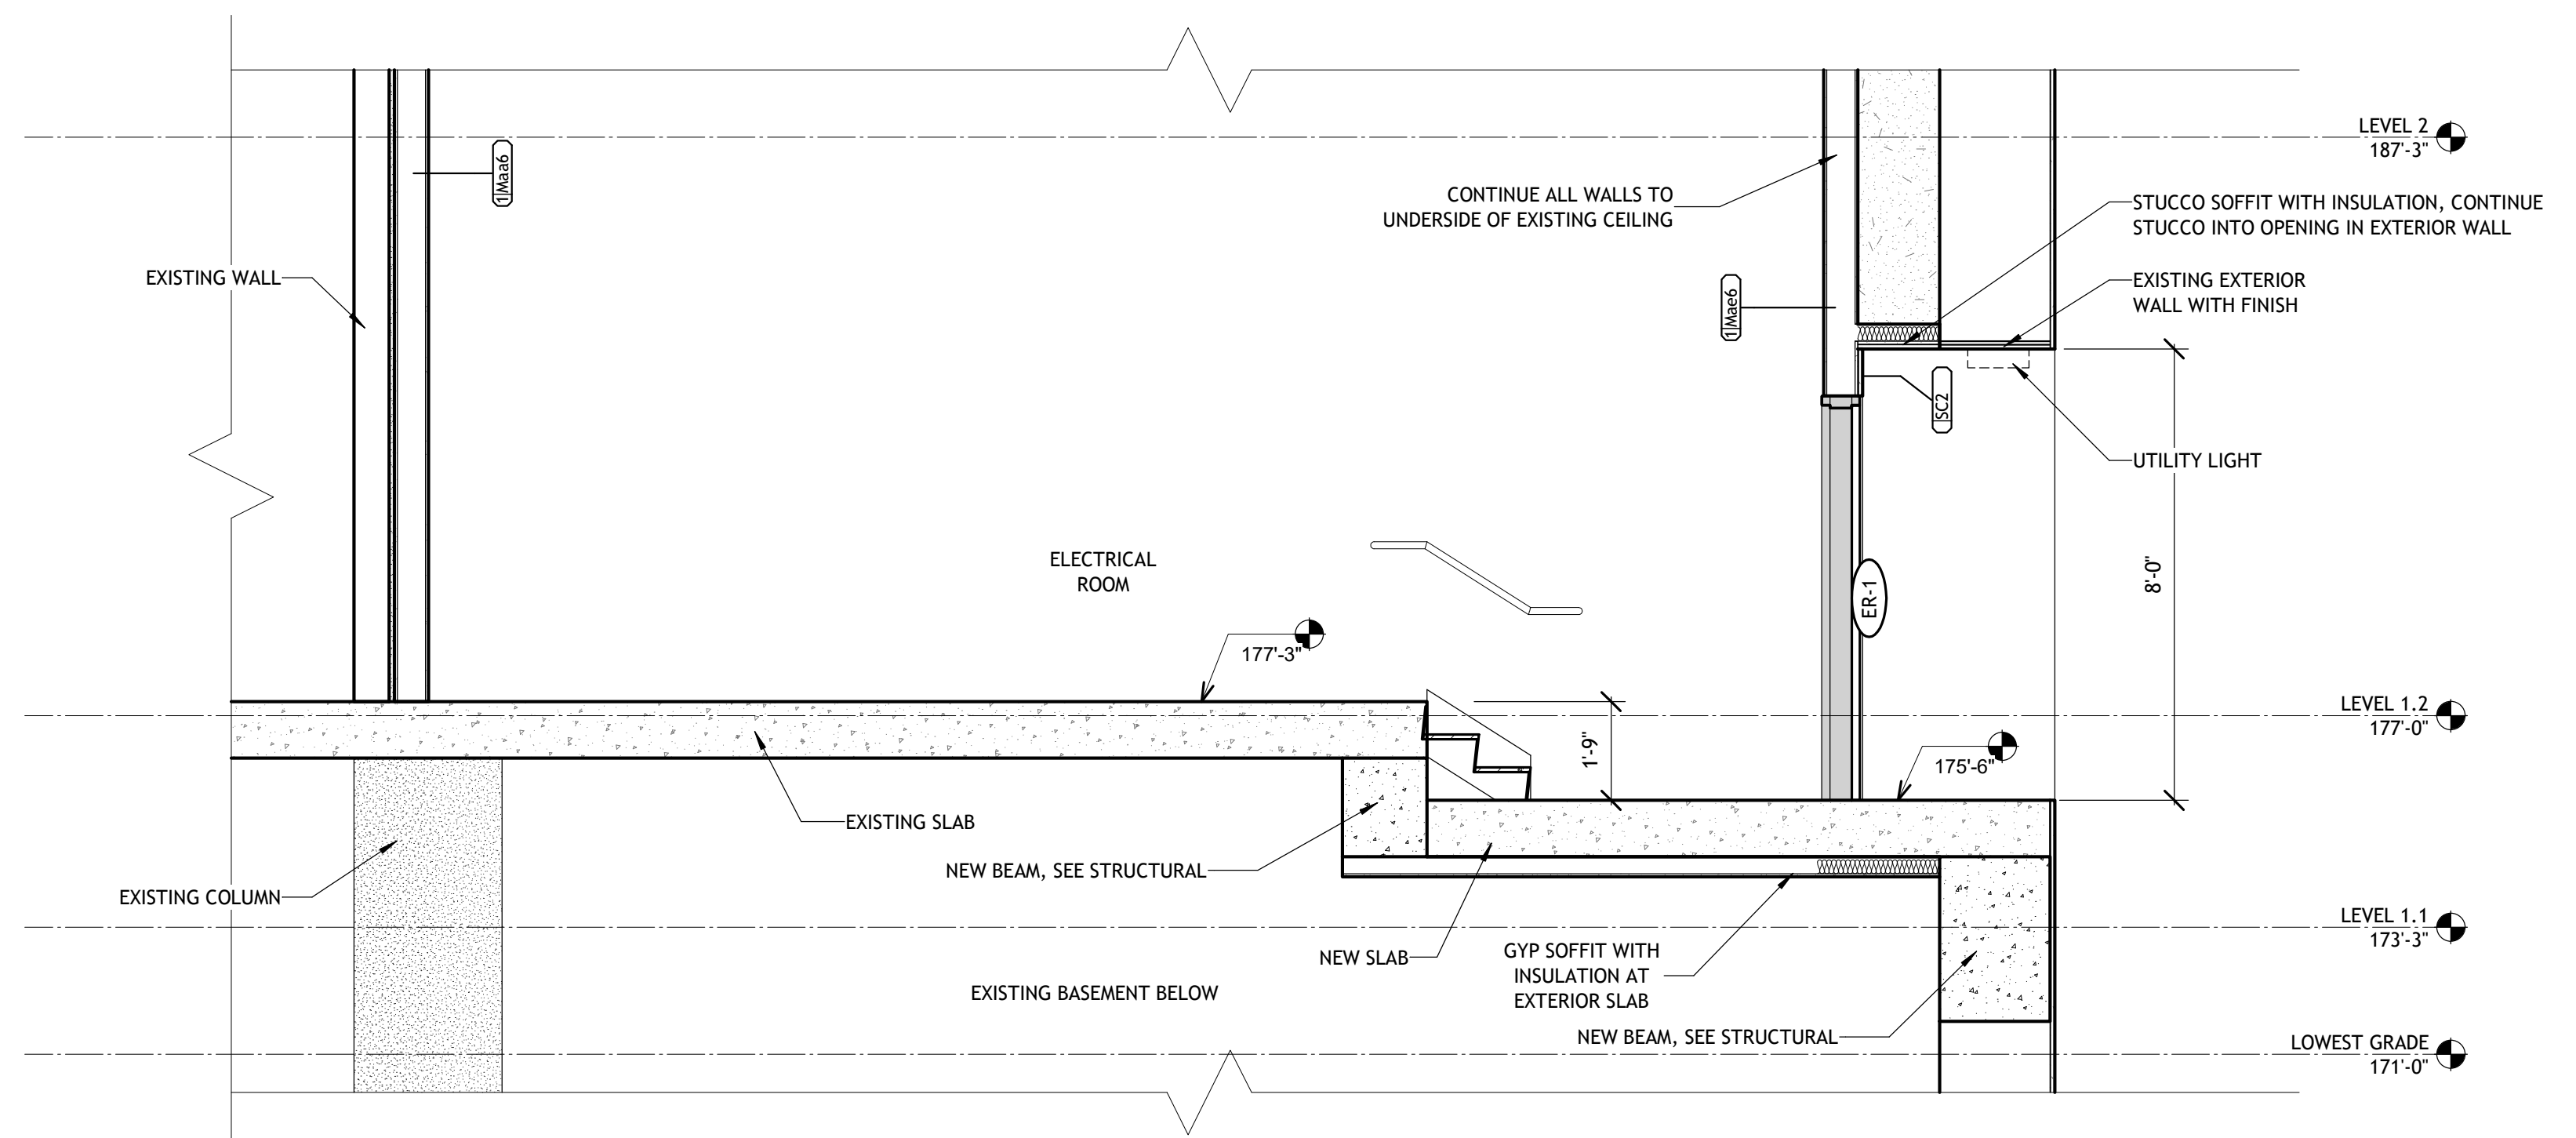 LEVEL 2
187'-3"
1Maa6
CONTINUE ALL WALLS TO
UNDERSIDE OF EXISTING CEILING
STUCCO SOFFIT WITH INSULATION, CONTINUE
STUCCO INTO OPENING IN EXTERIOR WALL
EXISTING WALL
EXISTING EXTERIOR
WALL WITH FINISH
1Mae6
SC2
UTILITY LIGHT
ELECTRICAL
ROOM
ER-1
8'-0"
177'-3"
LEVEL 1.2
177'-0"
1'-9"
175'-6"
EXISTING SLAB
NEW BEAM, SEE STRUCTURAL
EXISTING COLUMN
LEVEL 1.1
173'-3"
NEW SLAB
GYP SOFFIT WITH
INSULATION AT
EXTERIOR SLAB
EXISTING BASEMENT BELOW
NEW BEAM, SEE STRUCTURAL
LOWEST GRADE
171'-0"